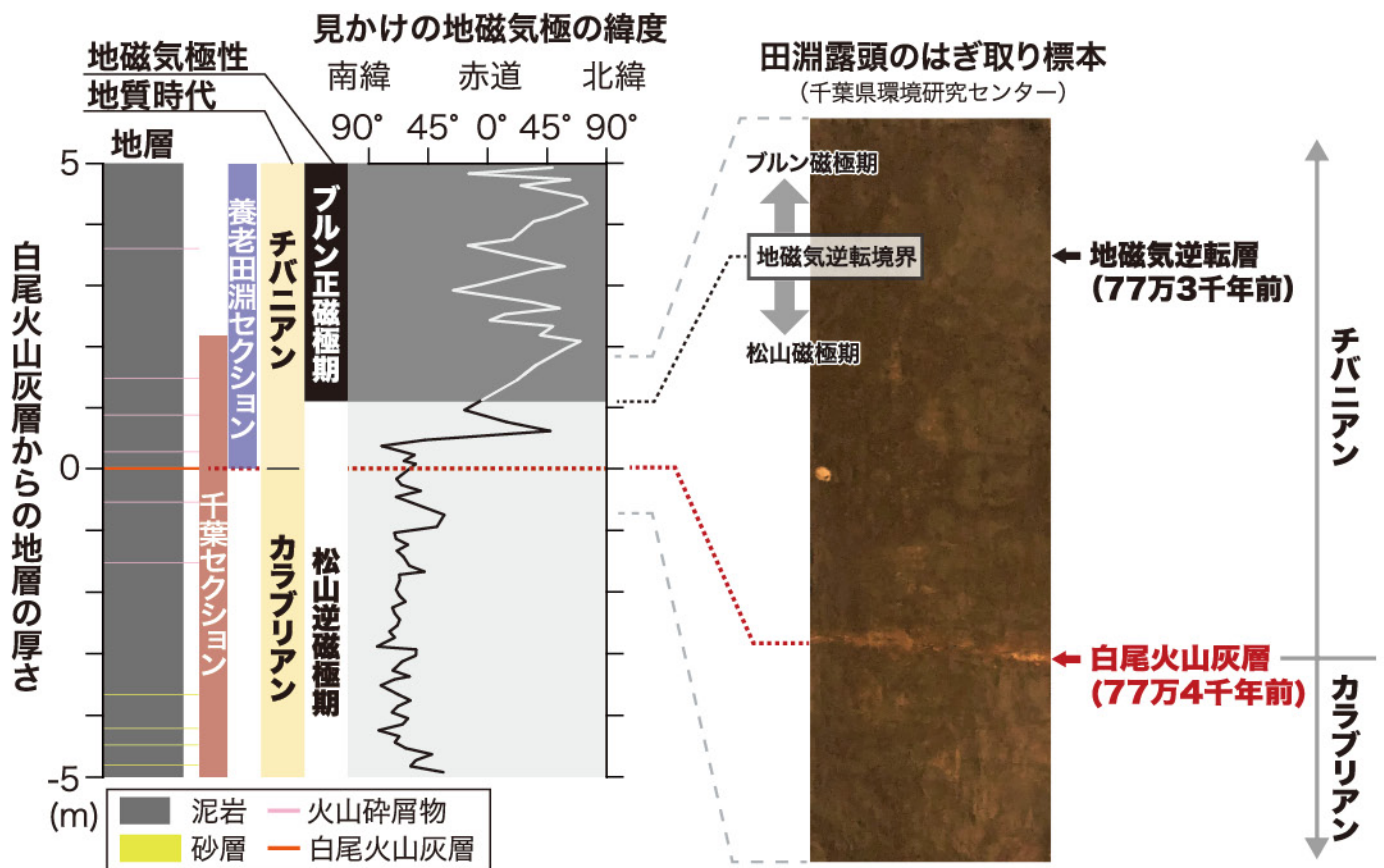 見かけの地磁気極の緯度
地磁気極性
地質時代
南緯 赤道 北緯
90° 45° 0° 45° 90°
地層
5
0
-5
(m)
白尾火山灰層からの地層の厚さ
養老田淵セクション
千葉セクション
チバニアン
カラブリアン
ブルン正磁極期
松山逆磁極期
泥岩
火山砕屑物
砂層
白尾火山灰層
田淵露頭のはぎ取り標本
（千葉県環境研究センター）
ブルン磁極期
地磁気逆転境界
松山磁極期
地磁気逆転層
（77万3千年前）
白尾火山灰層
(77万4千年前)
チバニアン
カラブリアン